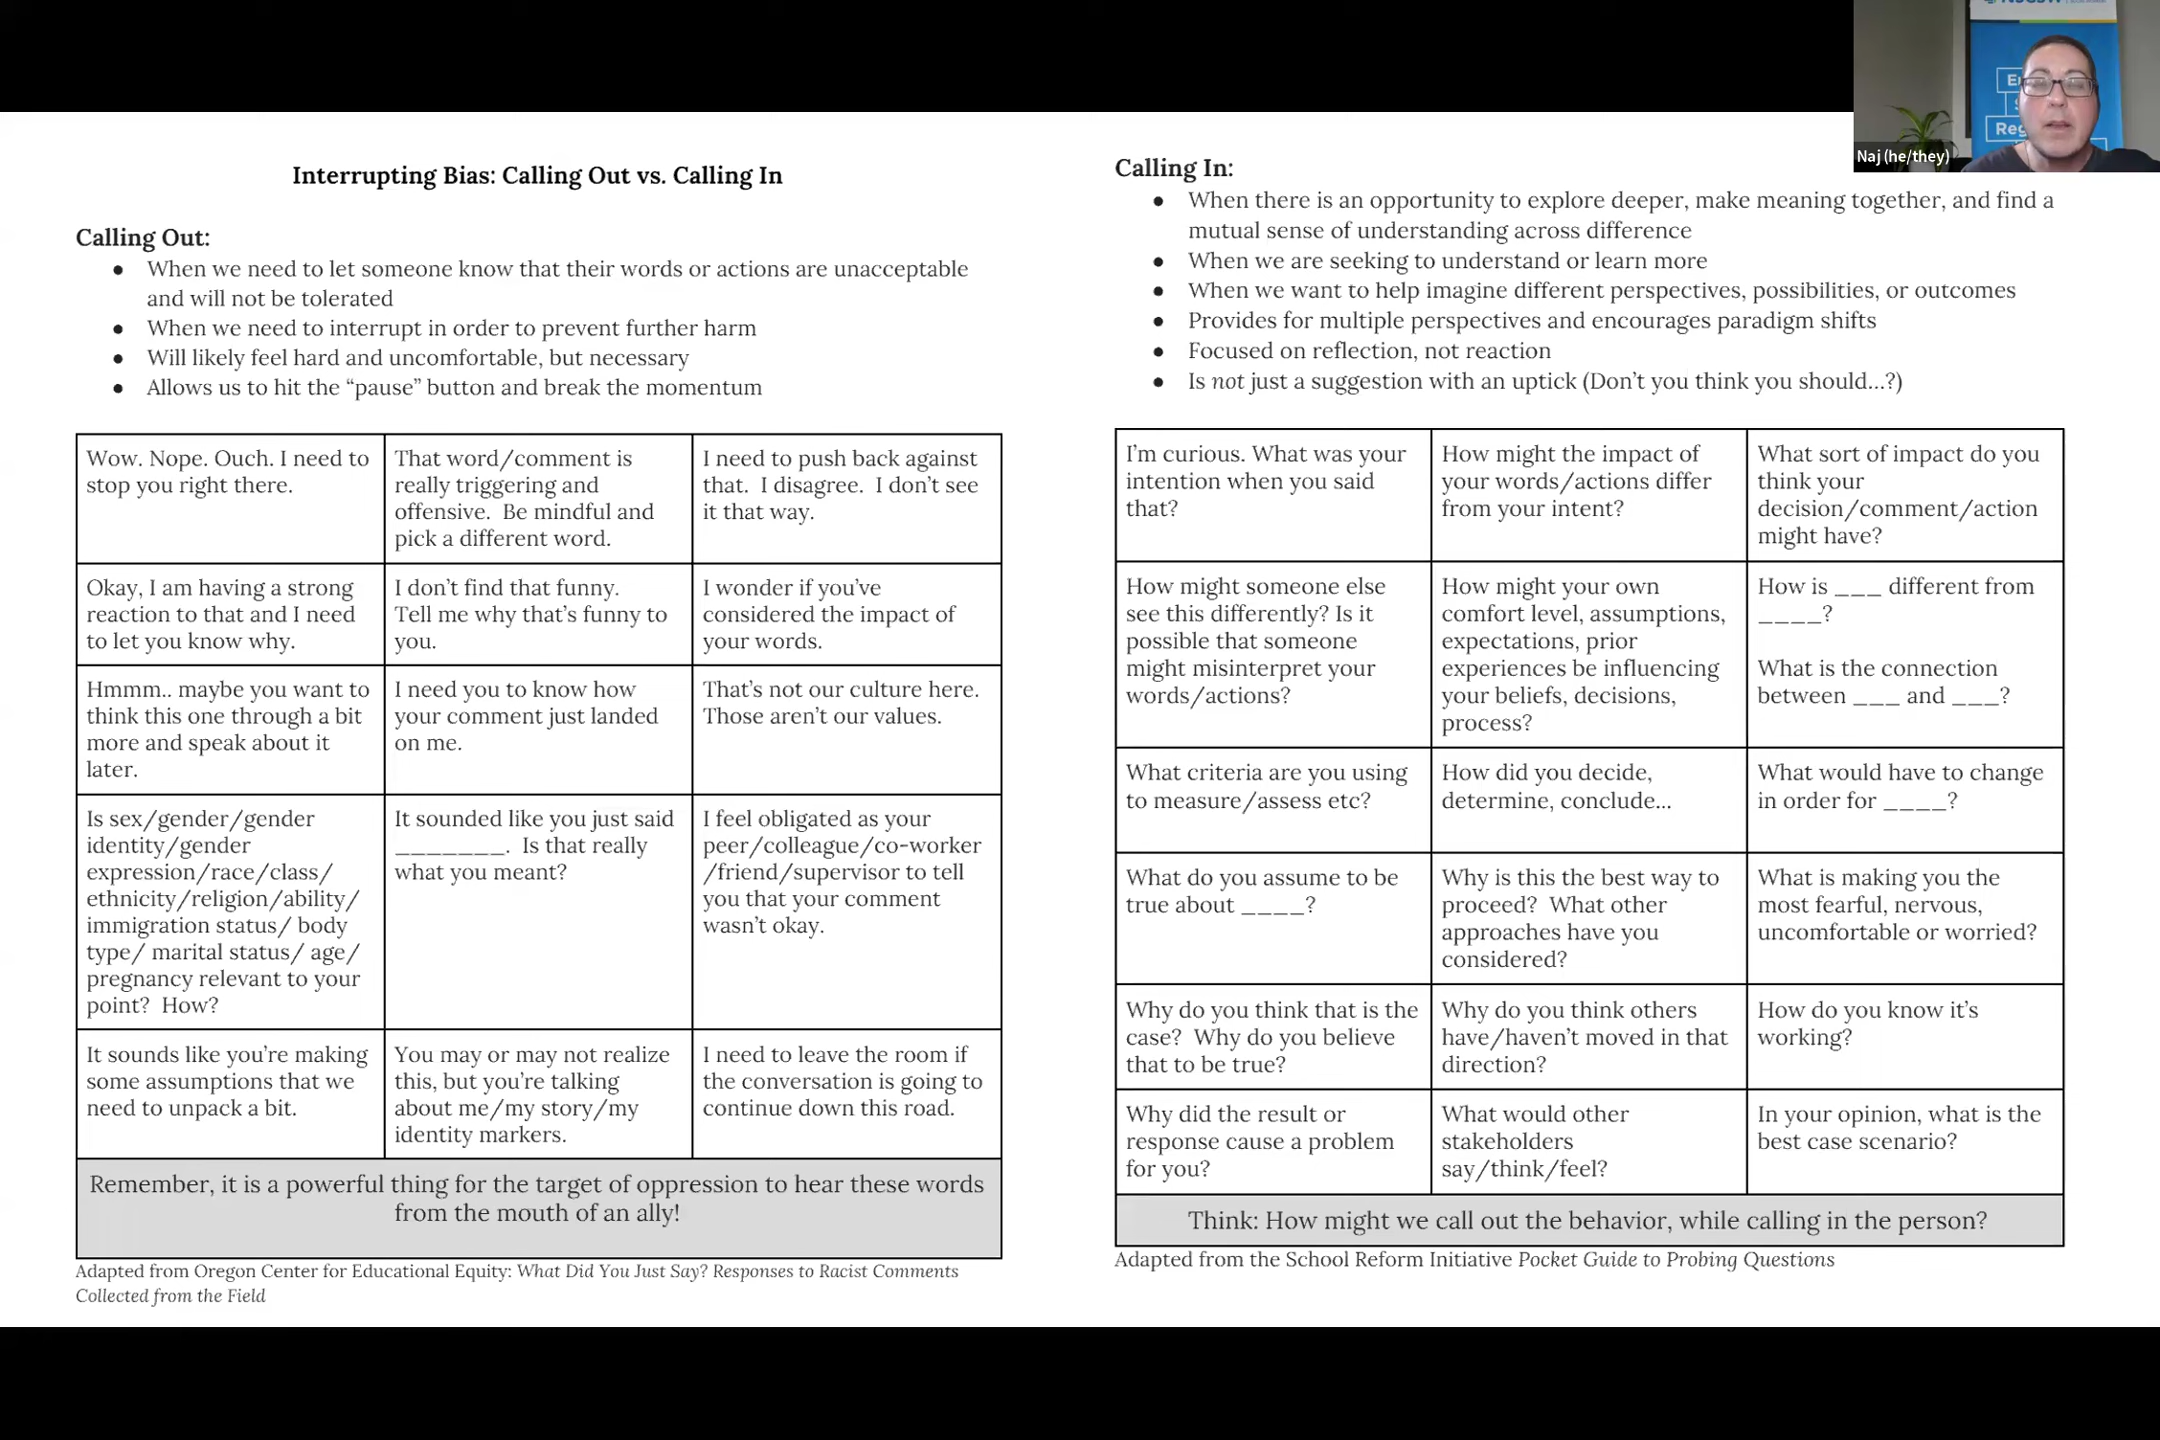 Interrupting Bias: Calling Out vs. Calling In
Calling Out:
● When we need to let someone know that their words or actions are unacceptable
and will not be tolerated
● When we need to interrupt in order to prevent further harm
● Will likely feel hard and uncomfortable, but necessary
● Allows us to hit the “pause” button and break the momentum
Wow. Nope. Ouch. I need to
stop you right there.
That word/comment is
really triggering and
offensive. Be mindful and
pick a different word.
I need to push back against
that. I disagree. I don’t see
it that way.
Okay, I am having a strong
reaction to that and I need
to let you know why.
I don’t find that funny.
Tell me why that’s funny to
you.
I wonder if you’ve
considered the impact of
your words.
Hmmm.. maybe you want to
think this one through a bit
more and speak about it
later.
I need you to know how
your comment just landed
on me.
That’s not our culture here.
Those aren’t our values.
Is sex/gender/gender
identity/gender
expression/race/class/
ethnicity/religion/ability/
immigration status/ body
type/ marital status/ age/
pregnancy relevant to your
point? How?
It sounded like you just said
_______. Is that really
what you meant?
I feel obligated as your
peer/colleague/co-worker
/friend/supervisor to tell
you that your comment
wasn’t okay.
It sounds like you’re making
some assumptions that we
need to unpack a bit.
You may or may not realize
this, but you’re talking
about me/my story/my
identity markers.
I need to leave the room if
the conversation is going to
continue down this road.
Remember, it is a powerful thing for the target of oppression to hear these words
from the mouth of an ally!
Adapted from Oregon Center for Educational Equity: What Did You Just Say? Responses to Racist Comments
Collected from the Field
Calling In:
● When there is an opportunity to explore deeper, make meaning together, and find a
mutual sense of understanding across difference
● When we are seeking to understand or learn more
● When we want to help imagine different perspectives, possibilities, or outcomes
● Provides for multiple perspectives and encourages paradigm shifts
● Focused on reflection, not reaction
● Is not just a suggestion with an uptick (Don’t you think you should…?)
I’m curious. What was your
intention when you said
that?
How might the impact of
your words/actions differ
from your intent?
What sort of impact do you
think your
decision/comment/action
might have?
How might someone else
see this differently? Is it
possible that someone
might misinterpret your
words/actions?
How might your own
comfort level, assumptions,
expectations, prior
experiences be influencing
your beliefs, decisions,
process?
How is ___ different from
____?
What is the connection
between ___ and ___?
What criteria are you using
to measure/assess etc?
How did you decide,
determine, conclude…
What would have to change
in order for ____?
What do you assume to be
true about ____?
Why is this the best way to
proceed? What other
approaches have you
considered?
What is making you the
most fearful, nervous,
uncomfortable or worried?
Why do you think that is the
case? Why do you believe
that to be true?
Why do you think others
have/haven’t moved in that
direction?
How do you know it’s
working?
Why did the result or
response cause a problem
for you?
What would other
stakeholders
say/think/feel?
In your opinion, what is the
best case scenario?
Think: How might we call out the behavior, while calling in the person?
Adapted from the School Reform Initiative Pocket Guide to Probing Questions
Naj (he/they)